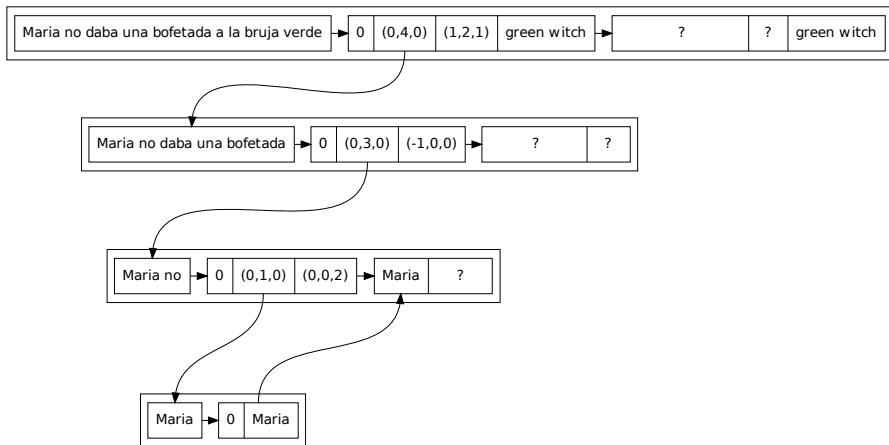 Maria no daba una bofetada a la bruja verde 0 (0,4,0) (1,2,1) green witch ? ? green witch
Maria no daba una bofetada 0 (0,3,0) (-1,0,0) ? ?
Maria no 0 (0,1,0) (0,0,2) Maria ?
Maria 0 Maria